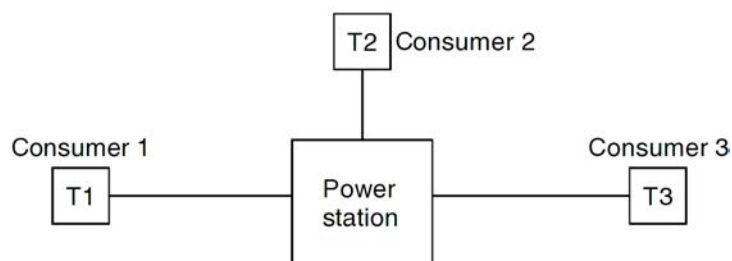 T2 Consumer 2
Consumer 1
Consumer 3
T1
Power
station
T3